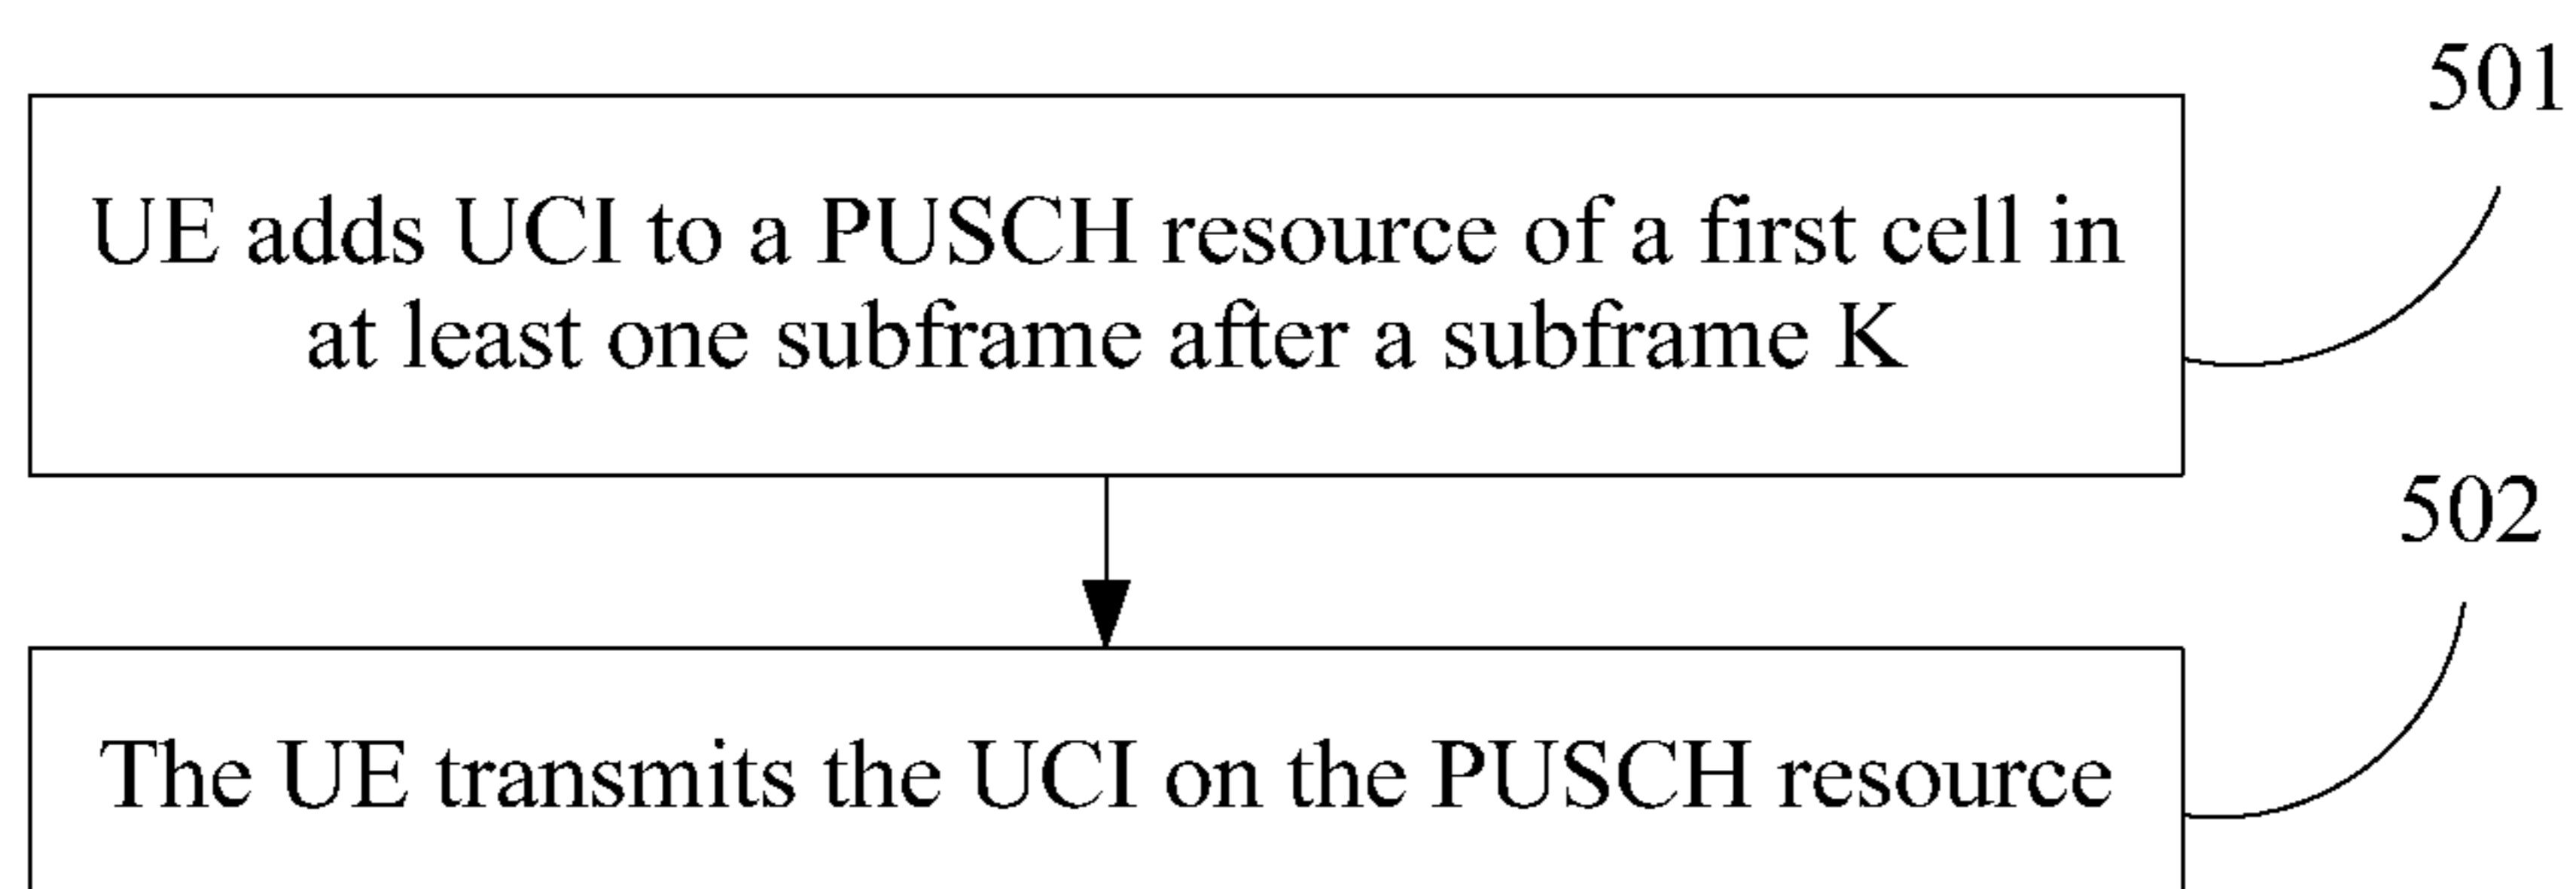 501
UE adds UCI to a PUSCH resource of a first cell in
at least one subframe after a subframe K
502
The UE transmits the UCI on the PUSCH resource